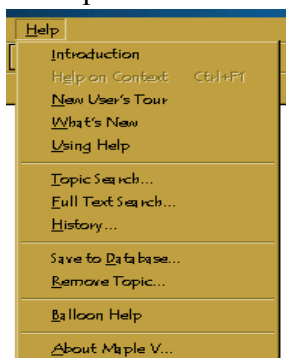 Help
Introduction
Help on Context Ctrl+F1
New User's Tour
What's New
Using Help
Topic Search...
Full Text Search...
History...
Save to Database...
Remove Topic...
Balloon Help
About Maple V...